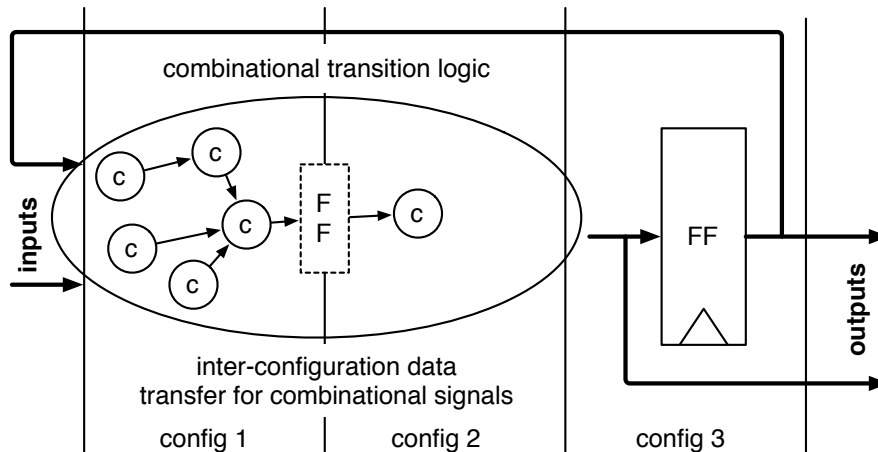 combinational transition logic
c
c
c
c
c
F
F
c
FF
inputs
outputs
inter-configuration data
transfer for combinational signals
config 1
config 2
config 3